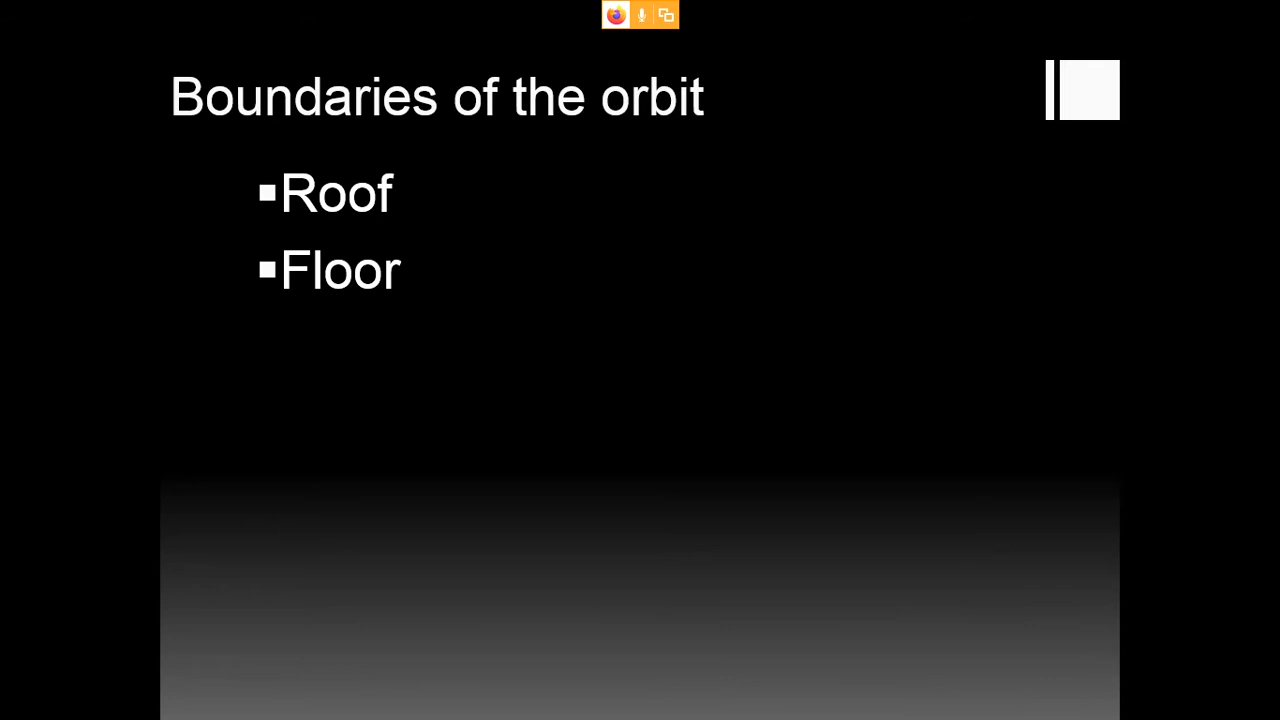 Boundaries of the orbit
▪Roof
▪Floor